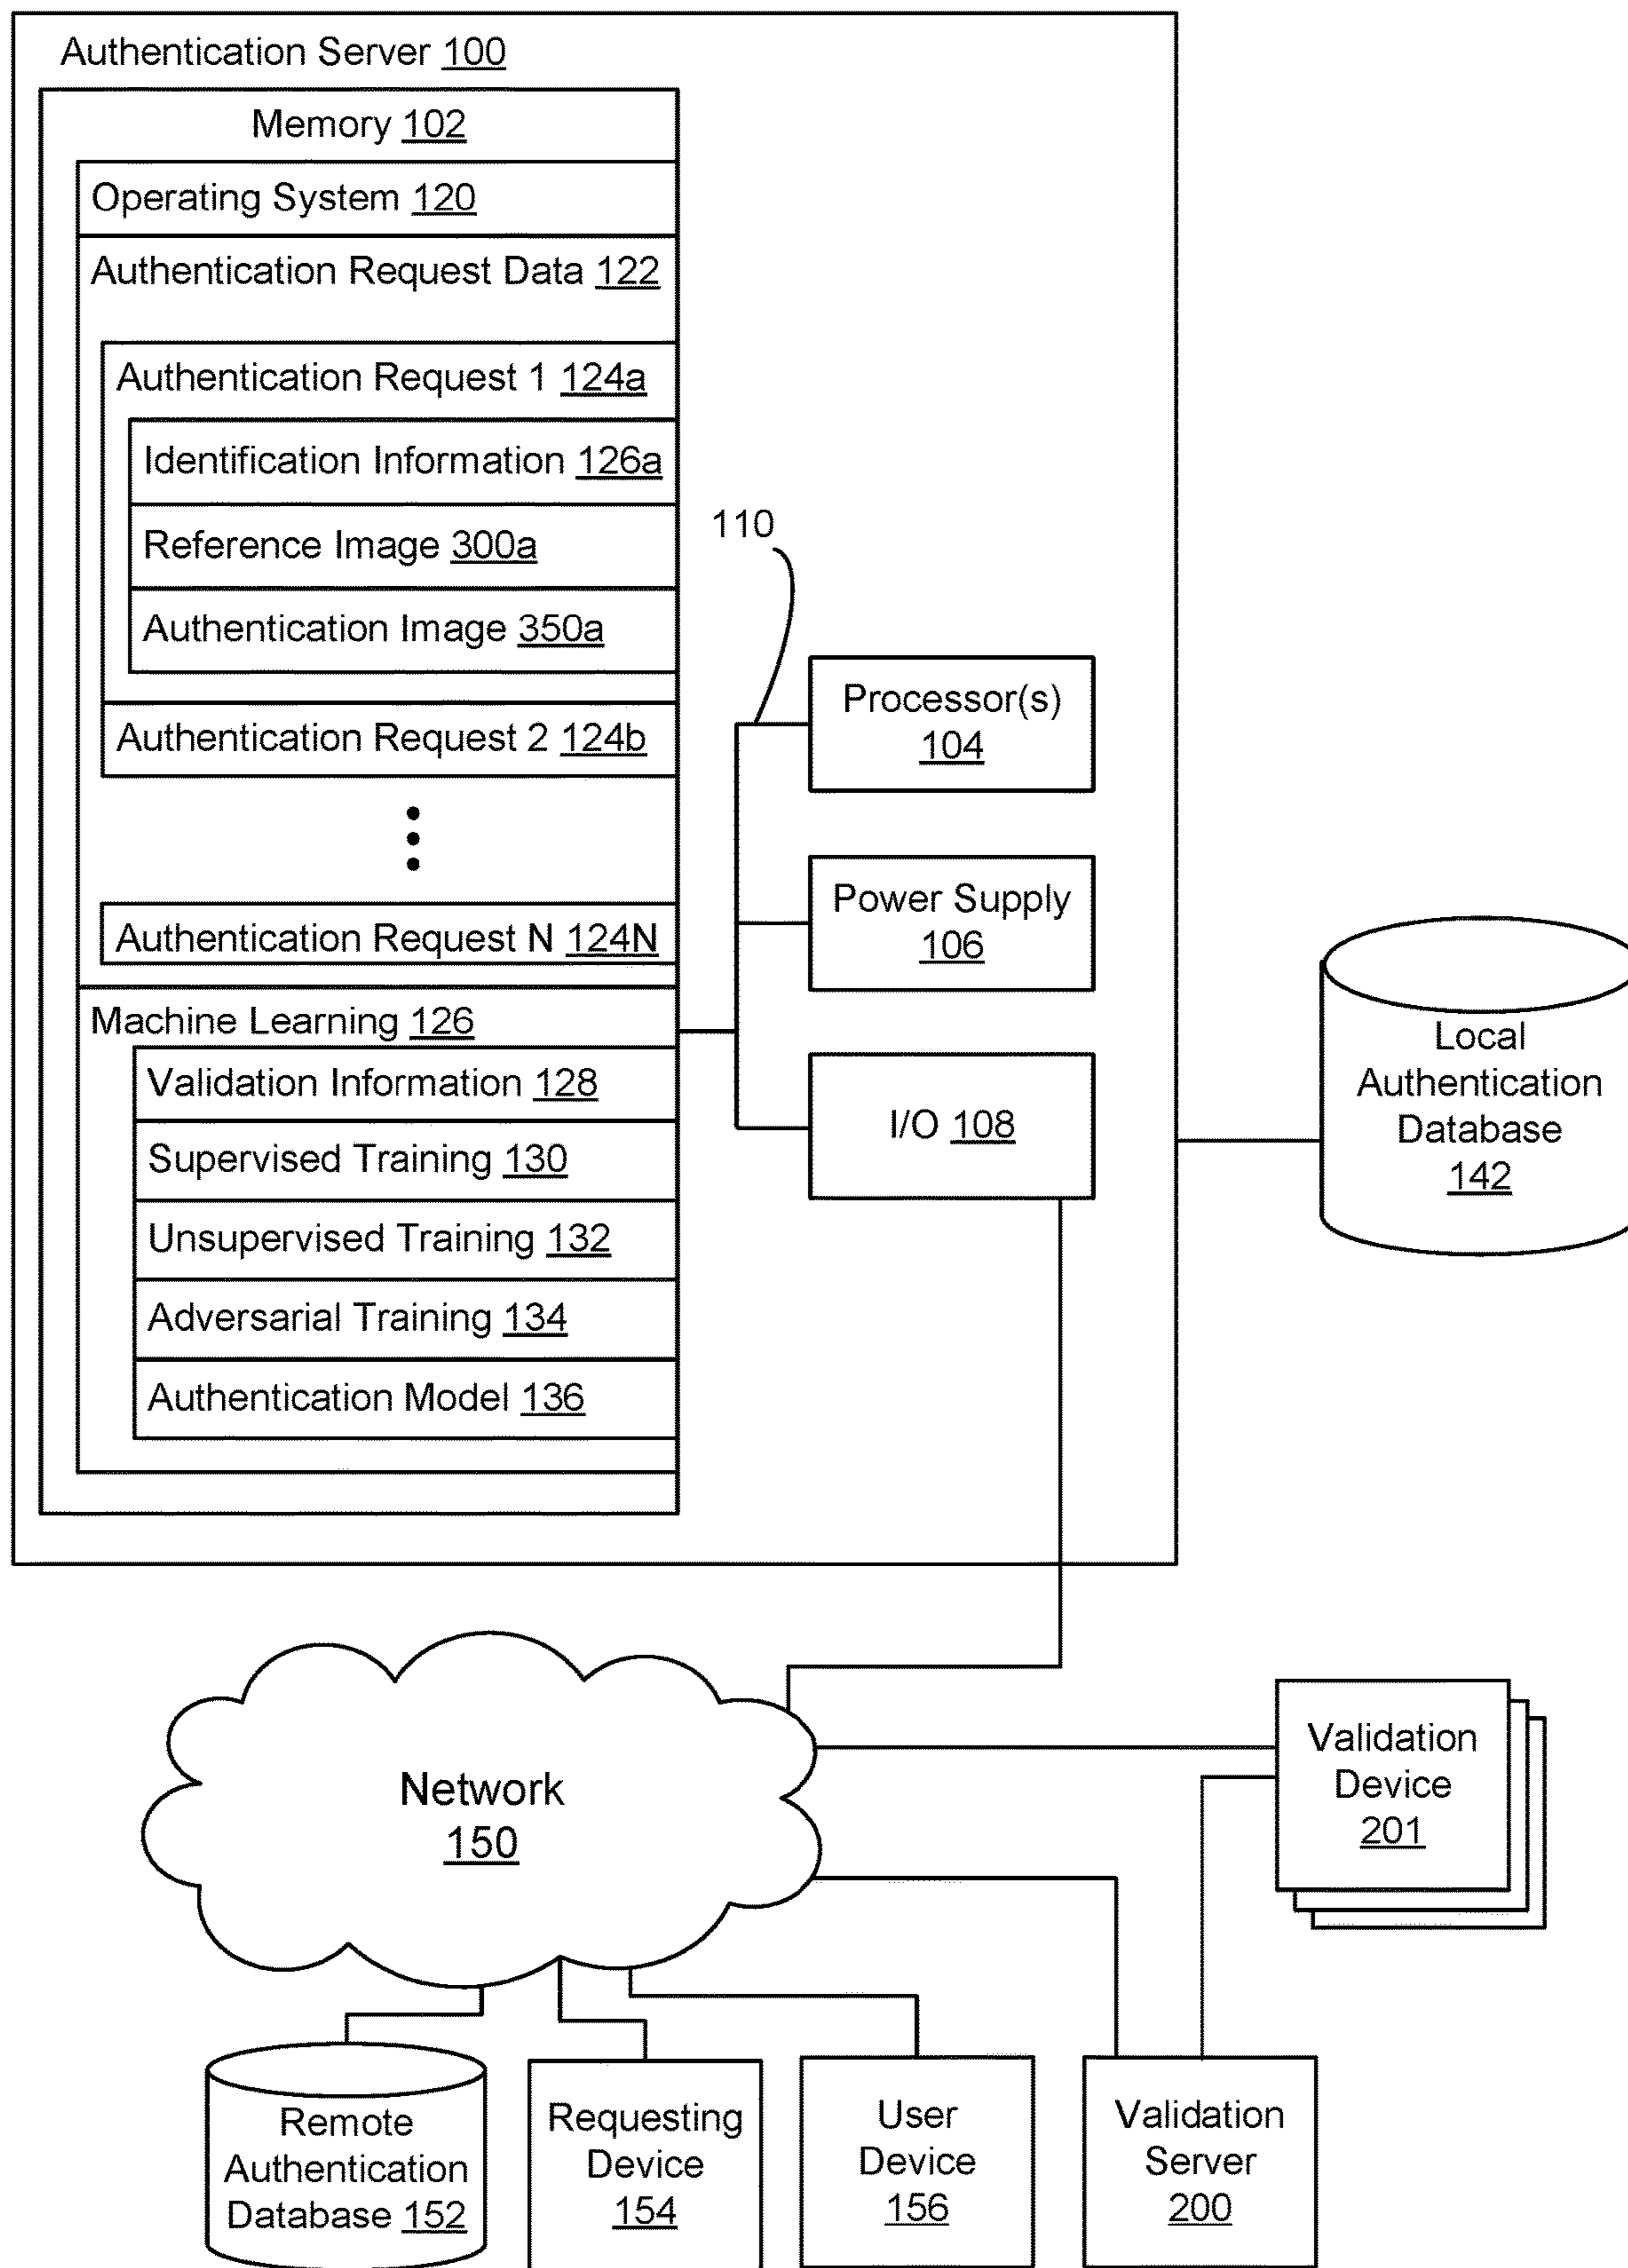 Authentication Server 100
Memory 102
Operating System 120
Authentication Request Data 122
Authentication Request 1 124a
Identification Information 126a
Reference Image 300a
Authentication Image 350a
Authentication Request 2 124b
Authentication Request N 124N
Machine Learning 126
Validation Information 128
Supervised Training 130
Unsupervised Training 132
Adversarial Training 134
Authentication Model 136
110
Processor(s)
104
Power Supply
106
I/O 108
Local
Authentication
Database
142
Network
150
Validation
Device
201
Remote
Authentication
Database 152
Requesting
Device
154
User
Device
156
Validation
Server
200